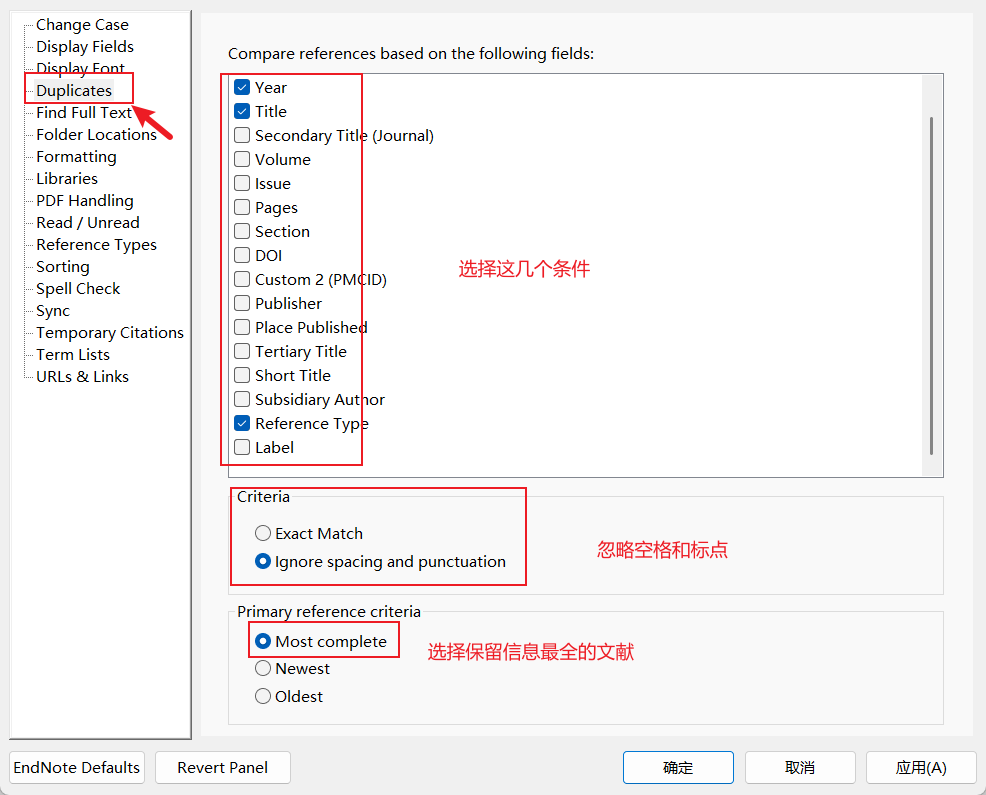 Change Case
Display Fields
Display Font
Duplicates
Find Full Text
Folder Locations
Formatting
Libraries
PDF Handling
Read / Unread
Reference Types
Sorting
Spell Check
Sync
Temporary Citations
Term Lists
URLs & Links
Compare references based on the following fields:
Year
Title
Secondary Title (Journal)
Volume
Issue
Pages
Section
DOI
Custom 2 (PMCID)
Publisher
Place Published
Tertiary Title
Short Title
Subsidiary Author
Reference Type
Label
选择这几个条件
Criteria
Exact Match
Ignore spacing and punctuation
忽略空格和标点
Primary reference criteria
Most complete
选择保留信息最全的文献
Newest
Oldest
EndNote Defaults
Revert Panel
确定
取消
应用(A)